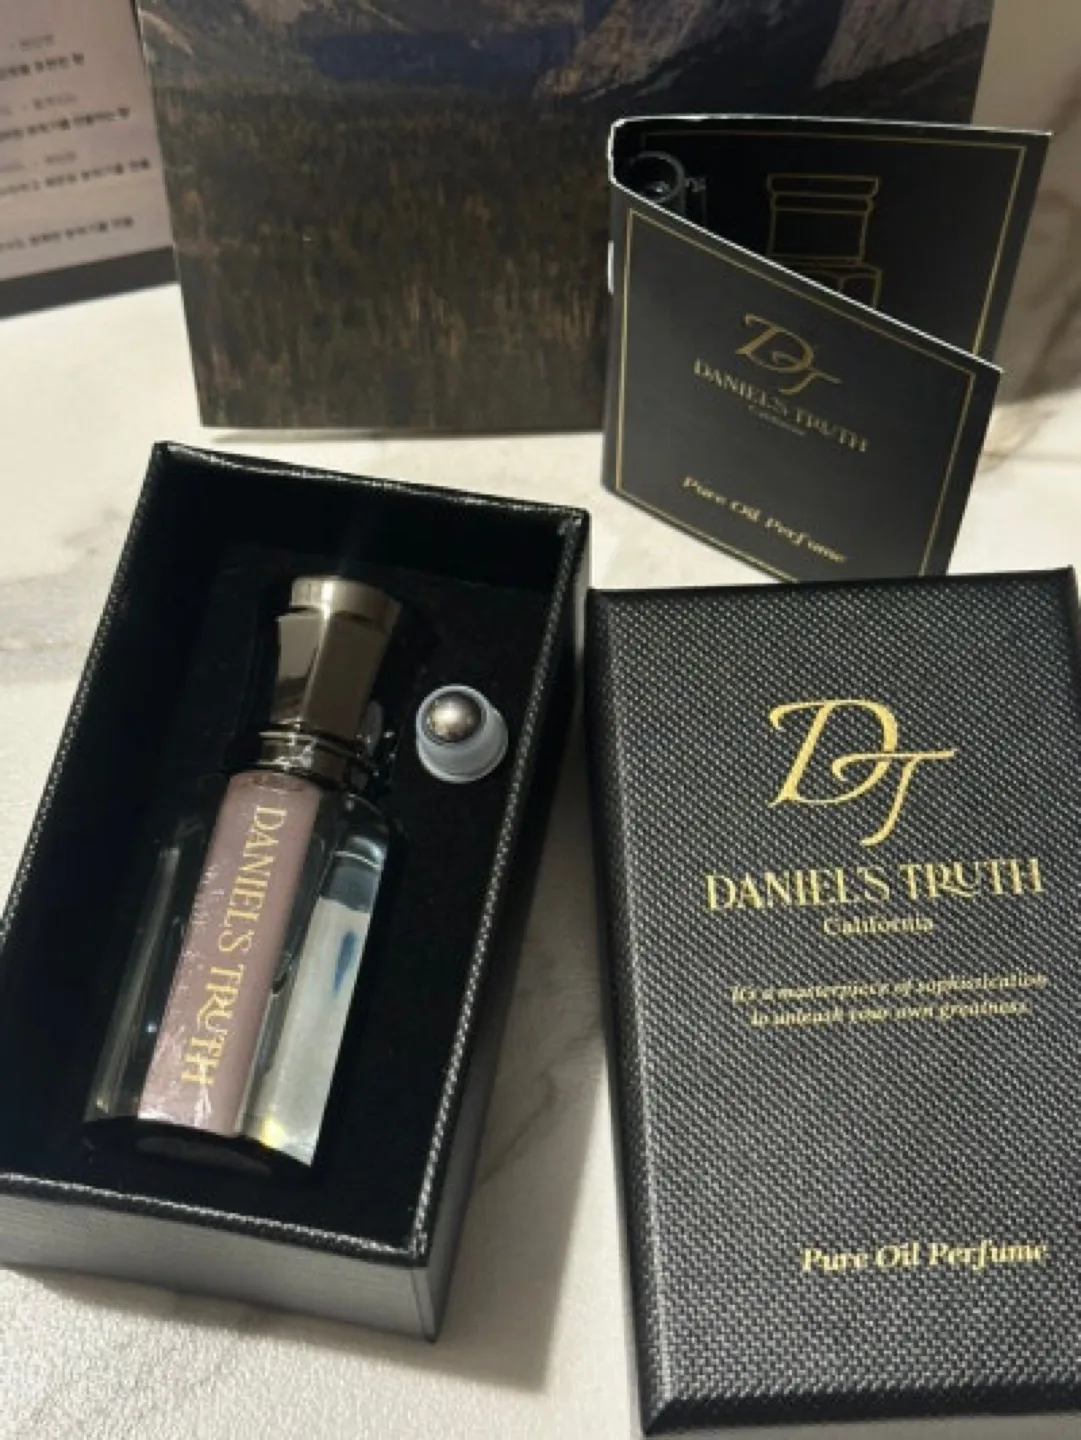 DT
DANIEL'S TRUTH
California
Pure Oil Perfume
DANIEL'S TRUTH
DT
DANIEL'S TRUTH
California
It's a masterpiece of sophistication
to unleash your own greatness.
Pure Oil Perfume